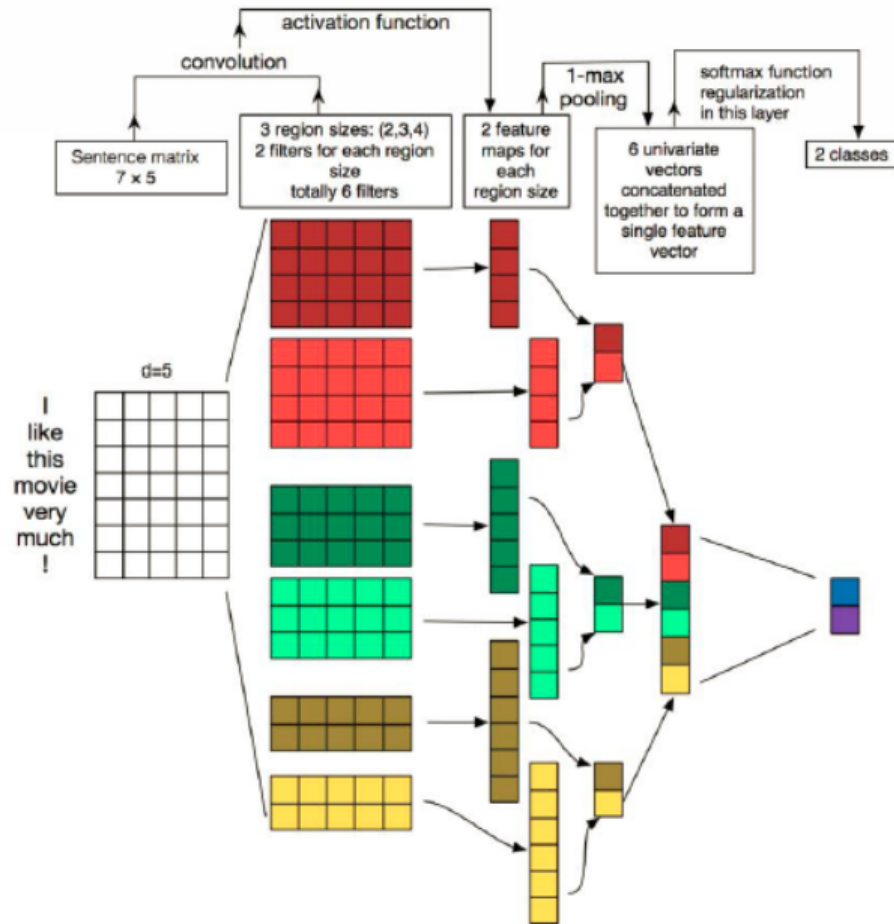 activation function
convolution
1-max
pooling
softmax function
regularization
in this layer
Sentence matrix
7 × 5
3 region sizes: (2,3,4)
2 filters for each region
size
totally 6 filters
2 feature
maps for
each
region size
6 univariate
vectors
concatenated
together to form a
single feature
vector
2 classes
d=5
I
like
this
movie
very
much
!